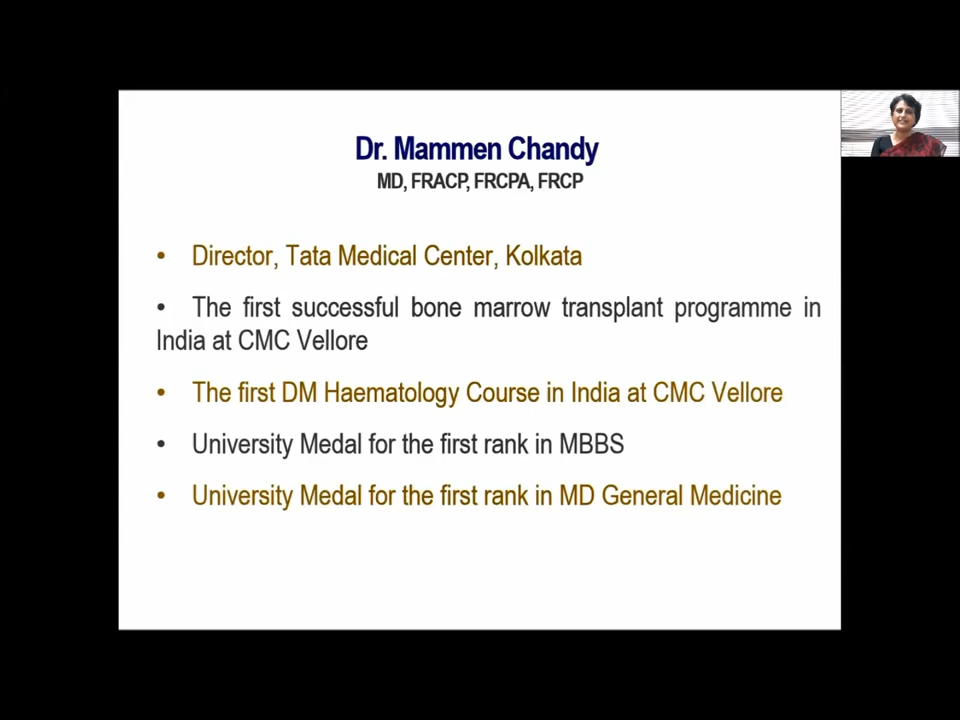 Dr. Mammen Chandy
MD, FRACP, FRCPA, FRCP
• Director, Tata Medical Center, Kolkata
• The first successful bone marrow transplant programme in
India at CMC Vellore
• The first DM Haematology Course in India at CMC Vellore
• University Medal for the first rank in MBBS
• University Medal for the first rank in MD General Medicine